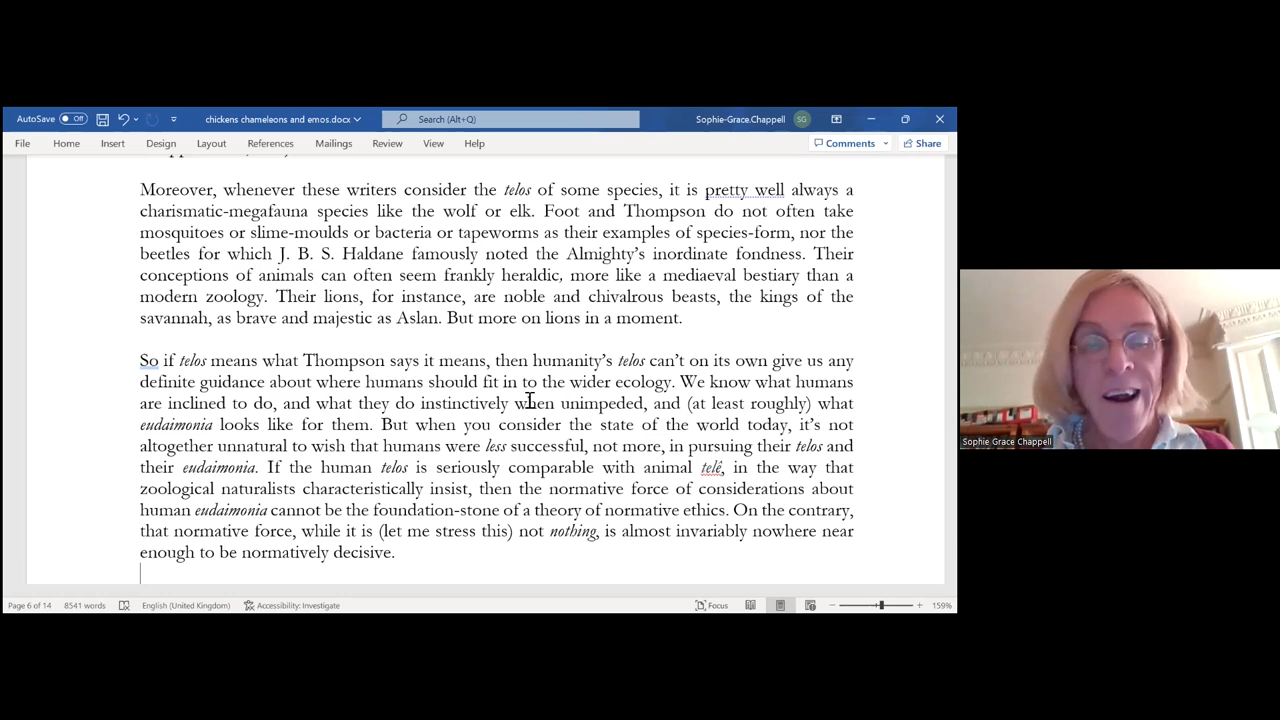 AutoSave Off chickens chameleons and emos.docx Search (Alt+Q) Sophie-Grace.Chappell SG
File Home Insert Design Layout References Mailings Review View Help Comments Share
Moreover, whenever these writers consider the telos of some species, it is pretty well always a
charismatic-megafauna species like the wolf or elk. Foot and Thompson do not often take
mosquitoes or slime-moulds or bacteria or tapeworms as their examples of species-form, nor the
beetles for which J. B. S. Haldane famously noted the Almighty’s inordinate fondness. Their
conceptions of animals can often seem frankly heraldic, more like a mediaeval bestiary than a
modern zoology. Their lions, for instance, are noble and chivalrous beasts, the kings of the
savannah, as brave and majestic as Aslan. But more on lions in a moment.
So if telos means what Thompson says it means, then humanity’s telos can’t on its own give us any
definite guidance about where humans should fit in to the wider ecology. We know what humans
are inclined to do, and what they do instinctively when unimpeded, and (at least roughly) what
eudaimonia looks like for them. But when you consider the state of the world today, it’s not
altogether unnatural to wish that humans were less successful, not more, in pursuing their telos and
their eudaimonia. If the human telos is seriously comparable with animal telê, in the way that
zoological naturalists characteristically insist, then the normative force of considerations about
human eudaimonia cannot be the foundation-stone of a theory of normative ethics. On the contrary,
that normative force, while it is (let me stress this) not nothing, is almost invariably nowhere near
enough to be normatively decisive.
Sophie Grace Chappell
Page 6 of 14 8541 words English (United Kingdom) Accessibility: Investigate Focus 159%